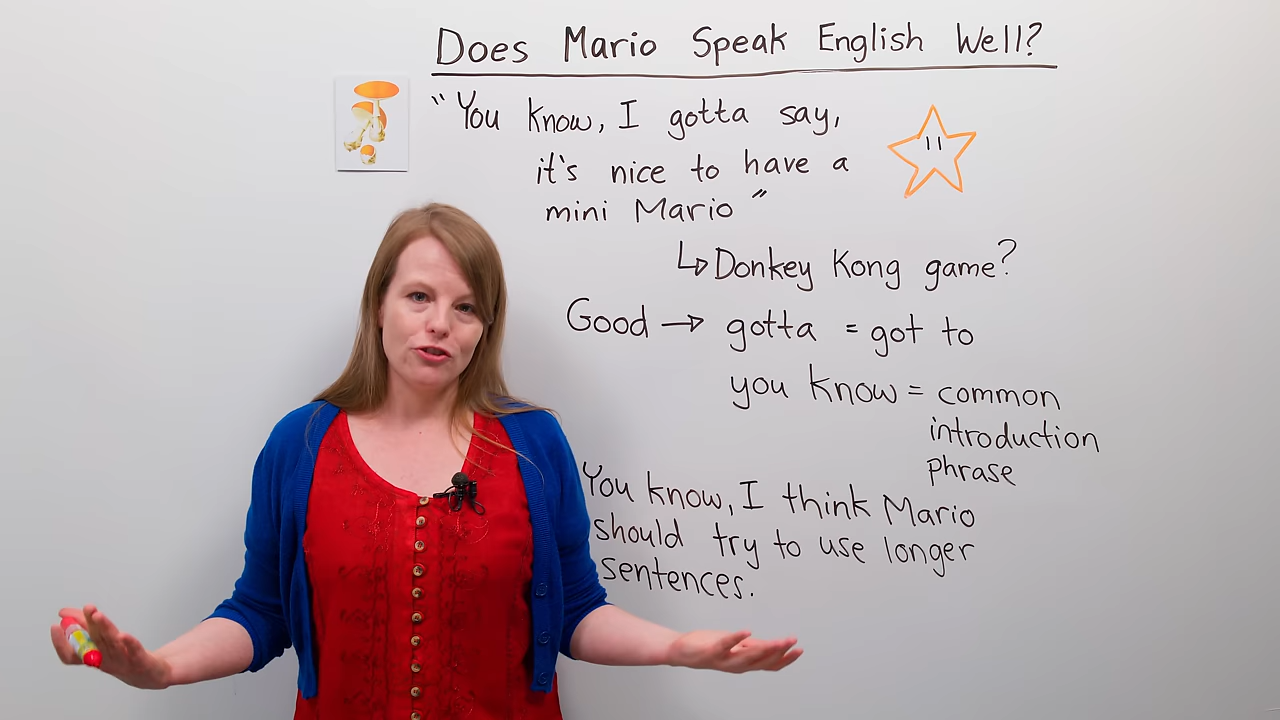 Does Mario Speak English Well?
"You know, I gotta say,
it's nice to have a
mini Mario"
↳ Donkey Kong game?
Good → gotta = got to
you know = common
introduction
phrase
You know, I think Mario
should try to use longer
sentences.